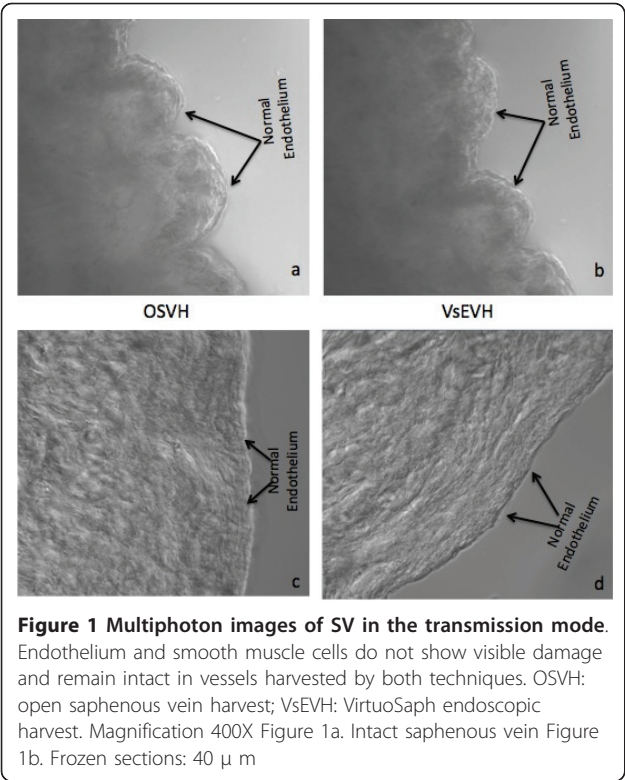 Normal
Endothelium
a
Normal
Endothelium
b
OSVH
VsEVH
Normal
Endothelium
c
Normal
Endothelium
d
Figure 1 Multiphoton images of SV in the transmission mode.
Endothelium and smooth muscle cells do not show visible damage
and remain intact in vessels harvested by both techniques. OSVH:
open saphenous vein harvest; VsEVH: VirtuoSaph endoscopic
harvest. Magnification 400X Figure 1a. Intact saphenous vein Figure
1b. Frozen sections: 40 μ m